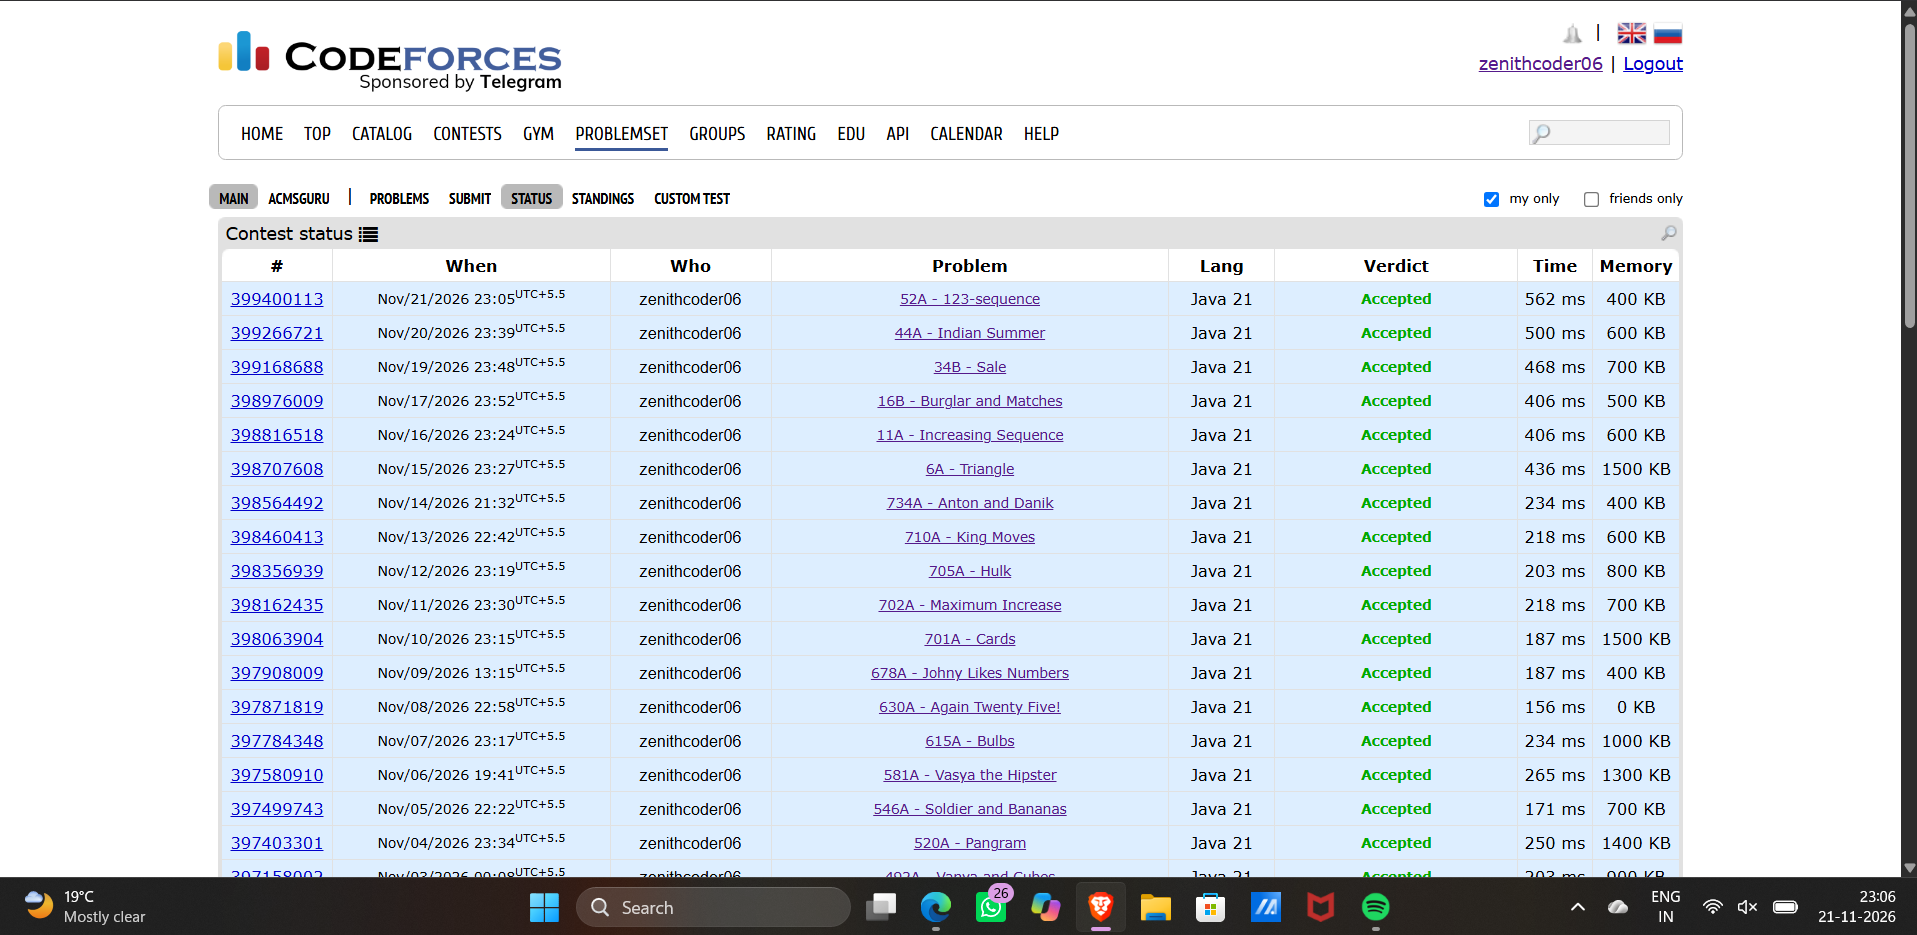 CODEFORCES
Sponsored by Telegram
zenithcoder06 | Logout
HOME TOP CATALOG CONTESTS GYM PROBLEMSET GROUPS RATING EDU API CALENDAR HELP
MAIN ACMSGURU | PROBLEMS SUBMIT STATUS STANDINGS CUSTOM TEST my only friends only
Contest status
# When Who Problem Lang Verdict Time Memory
399400113 Nov/21/2026 23:05UTC+5.5 zenithcoder06 52A - 123-sequence Java 21 Accepted 562 ms 400 KB
399266721 Nov/20/2026 23:39UTC+5.5 zenithcoder06 44A - Indian Summer Java 21 Accepted 500 ms 600 KB
399168688 Nov/19/2026 23:48UTC+5.5 zenithcoder06 34B - Sale Java 21 Accepted 468 ms 700 KB
398976009 Nov/17/2026 23:52UTC+5.5 zenithcoder06 16B - Burglar and Matches Java 21 Accepted 406 ms 500 KB
398816518 Nov/16/2026 23:24UTC+5.5 zenithcoder06 11A - Increasing Sequence Java 21 Accepted 406 ms 600 KB
398707608 Nov/15/2026 23:27UTC+5.5 zenithcoder06 6A - Triangle Java 21 Accepted 436 ms 1500 KB
398564492 Nov/14/2026 21:32UTC+5.5 zenithcoder06 734A - Anton and Danik Java 21 Accepted 234 ms 400 KB
398460413 Nov/13/2026 22:42UTC+5.5 zenithcoder06 710A - King Moves Java 21 Accepted 218 ms 600 KB
398356939 Nov/12/2026 23:19UTC+5.5 zenithcoder06 705A - Hulk Java 21 Accepted 203 ms 800 KB
398162435 Nov/11/2026 23:30UTC+5.5 zenithcoder06 702A - Maximum Increase Java 21 Accepted 218 ms 700 KB
398063904 Nov/10/2026 23:15UTC+5.5 zenithcoder06 701A - Cards Java 21 Accepted 187 ms 1500 KB
397908009 Nov/09/2026 13:15UTC+5.5 zenithcoder06 678A - Johny Likes Numbers Java 21 Accepted 187 ms 400 KB
397871819 Nov/08/2026 22:58UTC+5.5 zenithcoder06 630A - Again Twenty Five! Java 21 Accepted 156 ms 0 KB
397784348 Nov/07/2026 23:17UTC+5.5 zenithcoder06 615A - Bulbs Java 21 Accepted 234 ms 1000 KB
397580910 Nov/06/2026 19:41UTC+5.5 zenithcoder06 581A - Vasya the Hipster Java 21 Accepted 265 ms 1300 KB
397499743 Nov/05/2026 22:22UTC+5.5 zenithcoder06 546A - Soldier and Bananas Java 21 Accepted 171 ms 700 KB
397403301 Nov/04/2026 23:34UTC+5.5 zenithcoder06 520A - Pangram Java 21 Accepted 250 ms 1400 KB
19°C
Mostly clear
Search
26
ENG
IN
23:06
21-11-2026